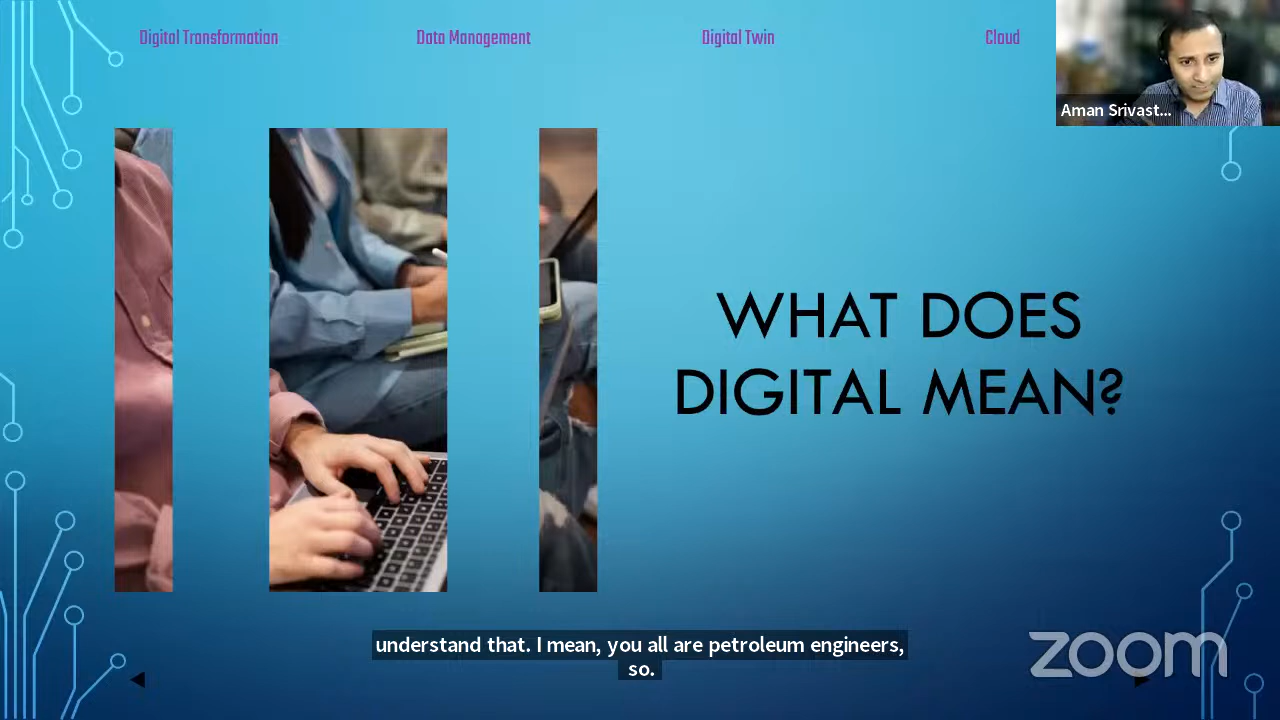 Digital Transformation
Data Management
Digital Twin
Cloud
Aman Srivast...
WHAT DOES
DIGITAL MEAN?
understand that. I mean, you all are petroleum engineers,
so.
zoom